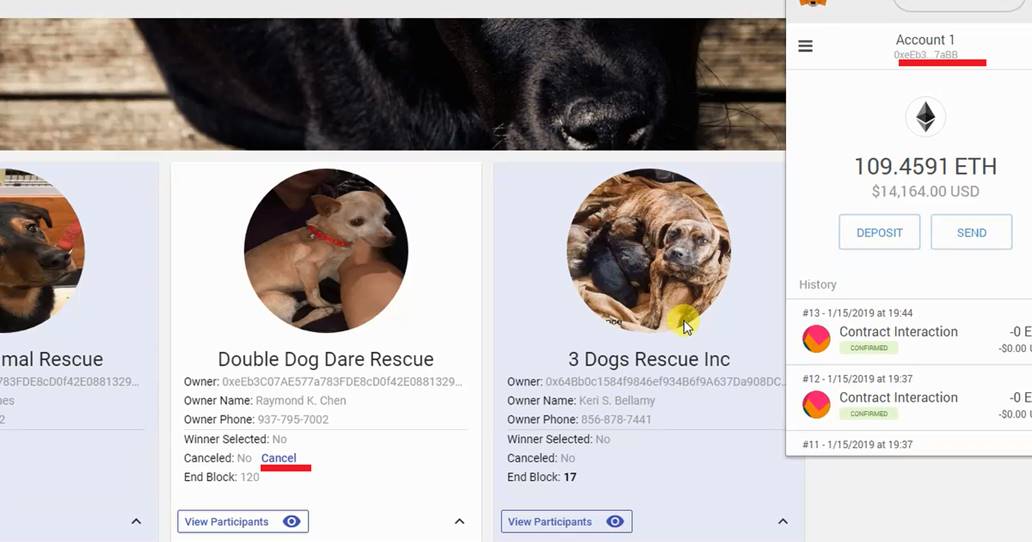 mal Rescue
783FDE8cD0f42E0881329...
es
2
Double Dog Dare Rescue
Owner: 0xeEb3C07AE577a783FDE8cD0f42E0881329...
Owner Name: Raymond K. Chen
Owner Phone: 937-795-7002
Winner Selected: No
Canceled: No Cancel
End Block: 120
View Participants
3 Dogs Rescue Inc
Owner: 0x64Bb0c1584f9846ef934B6f9A637Da908DC...
Owner Name: Keri S. Bellamy
Owner Phone: 856-878-7441
Winner Selected: No
Canceled: No
End Block: 17
View Participants
Account 1
0xeEb3...7aBB
109.4591 ETH
$14,164.00 USD
DEPOSIT
SEND
History
#13 - 1/15/2019 at 19:44
Contract Interaction
-0 E
CONFIRMED
-$0.00 U
#12 - 1/15/2019 at 19:37
Contract Interaction
-0 E
CONFIRMED
-$0.00 U
#11 - 1/15/2019 at 19:37